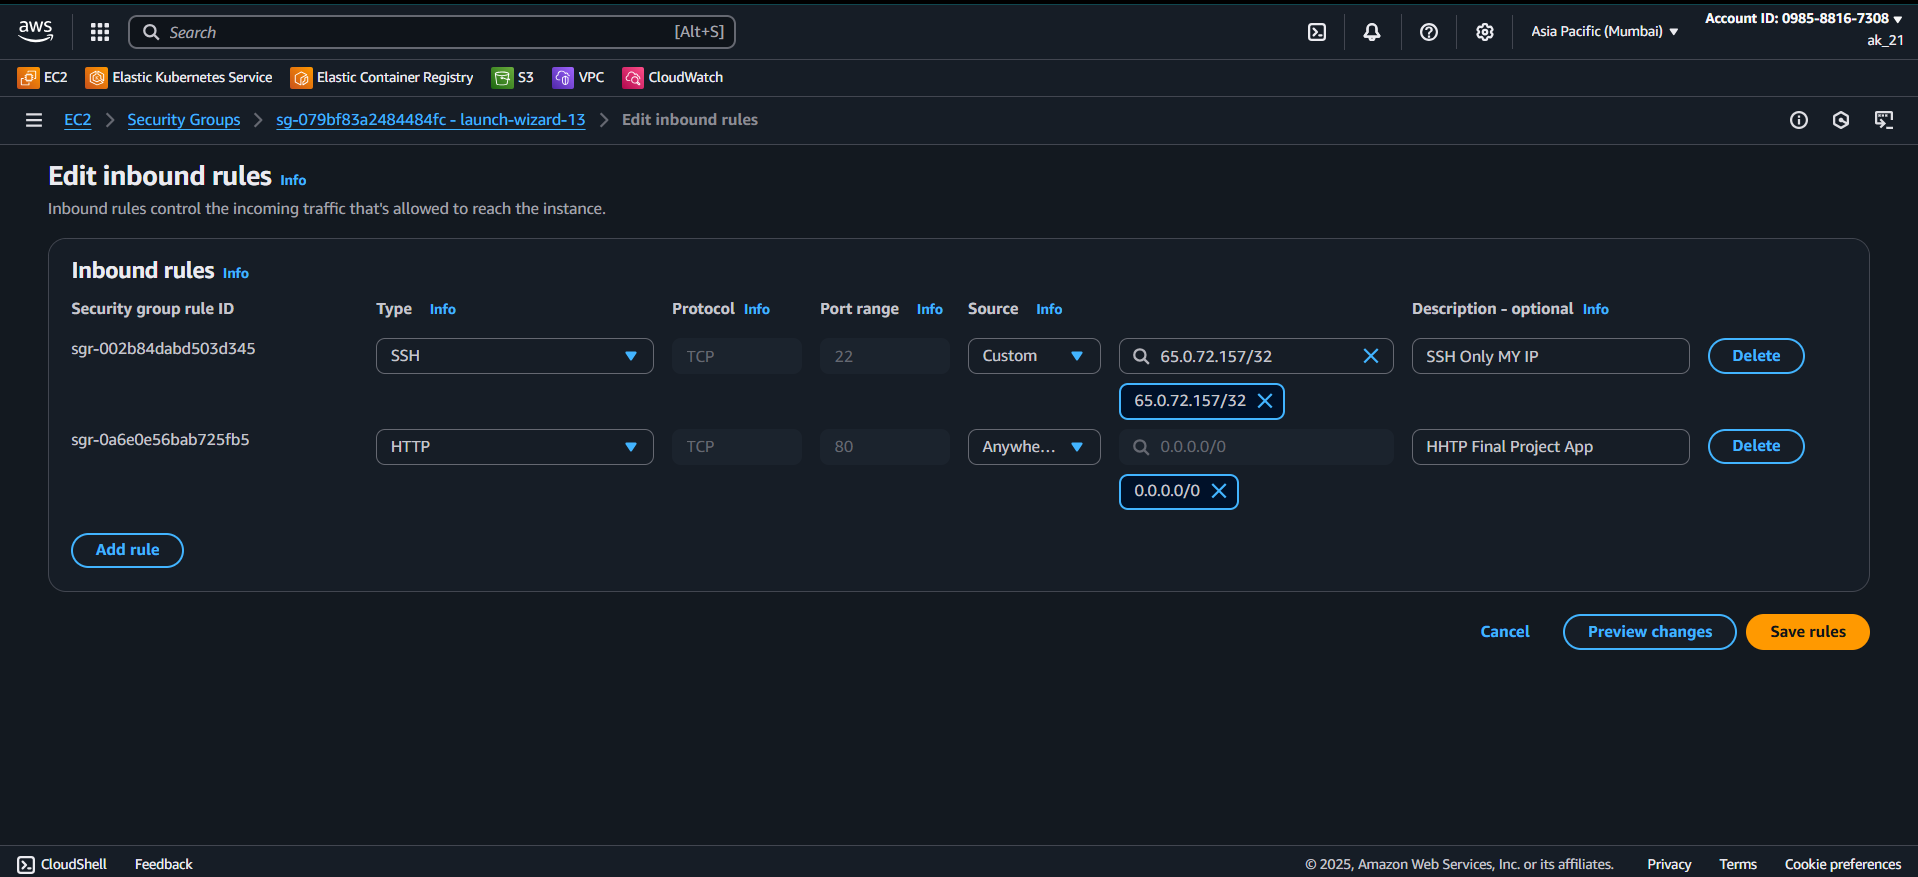 aws
Search [Alt+S]
Asia Pacific (Mumbai)
Account ID: 0985-8816-7308
ak_21
EC2 Elastic Kubernetes Service Elastic Container Registry S3 VPC CloudWatch
EC2 Security Groups sg-079bf83a2484484fc - launch-wizard-13 Edit inbound rules
Edit inbound rules Info
Inbound rules control the incoming traffic that's allowed to reach the instance.
Inbound rules Info
Security group rule ID Type Info Protocol Info Port range Info Source Info Description - optional Info
sgr-002b84dabd503d345 SSH TCP 22 Custom 65.0.72.157/32 SSH Only MY IP Delete
65.0.72.157/32
sgr-0a6e0e56bab725fb5 HTTP TCP 80 Anywhe... 0.0.0.0/0 HHTP Final Project App Delete
0.0.0.0/0
Add rule
Cancel Preview changes Save rules
CloudShell Feedback © 2025, Amazon Web Services, Inc. or its affiliates. Privacy Terms Cookie preferences